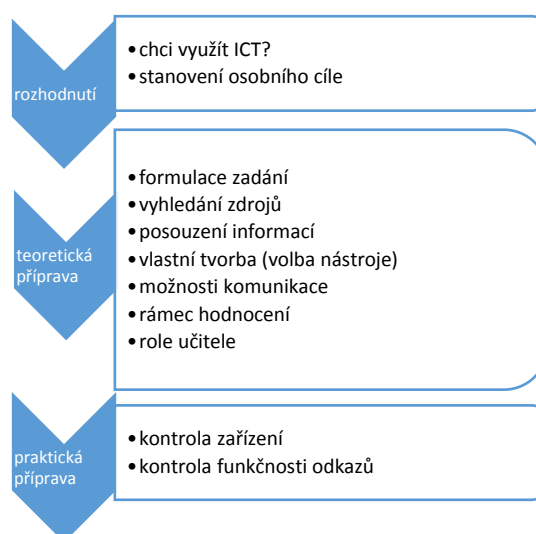 rozhodnutí
•chci využít ICT?
•stanovení osobního cíle
teoretická
příprava
•formulace zadání
•vyhledání zdrojů
•posouzení informací
•vlastní tvorba (volba nástroje)
•možnosti komunikace
•rámec hodnocení
•role učitele
praktická
příprava
•kontrola zařízení
•kontrola funkčnosti odkazů